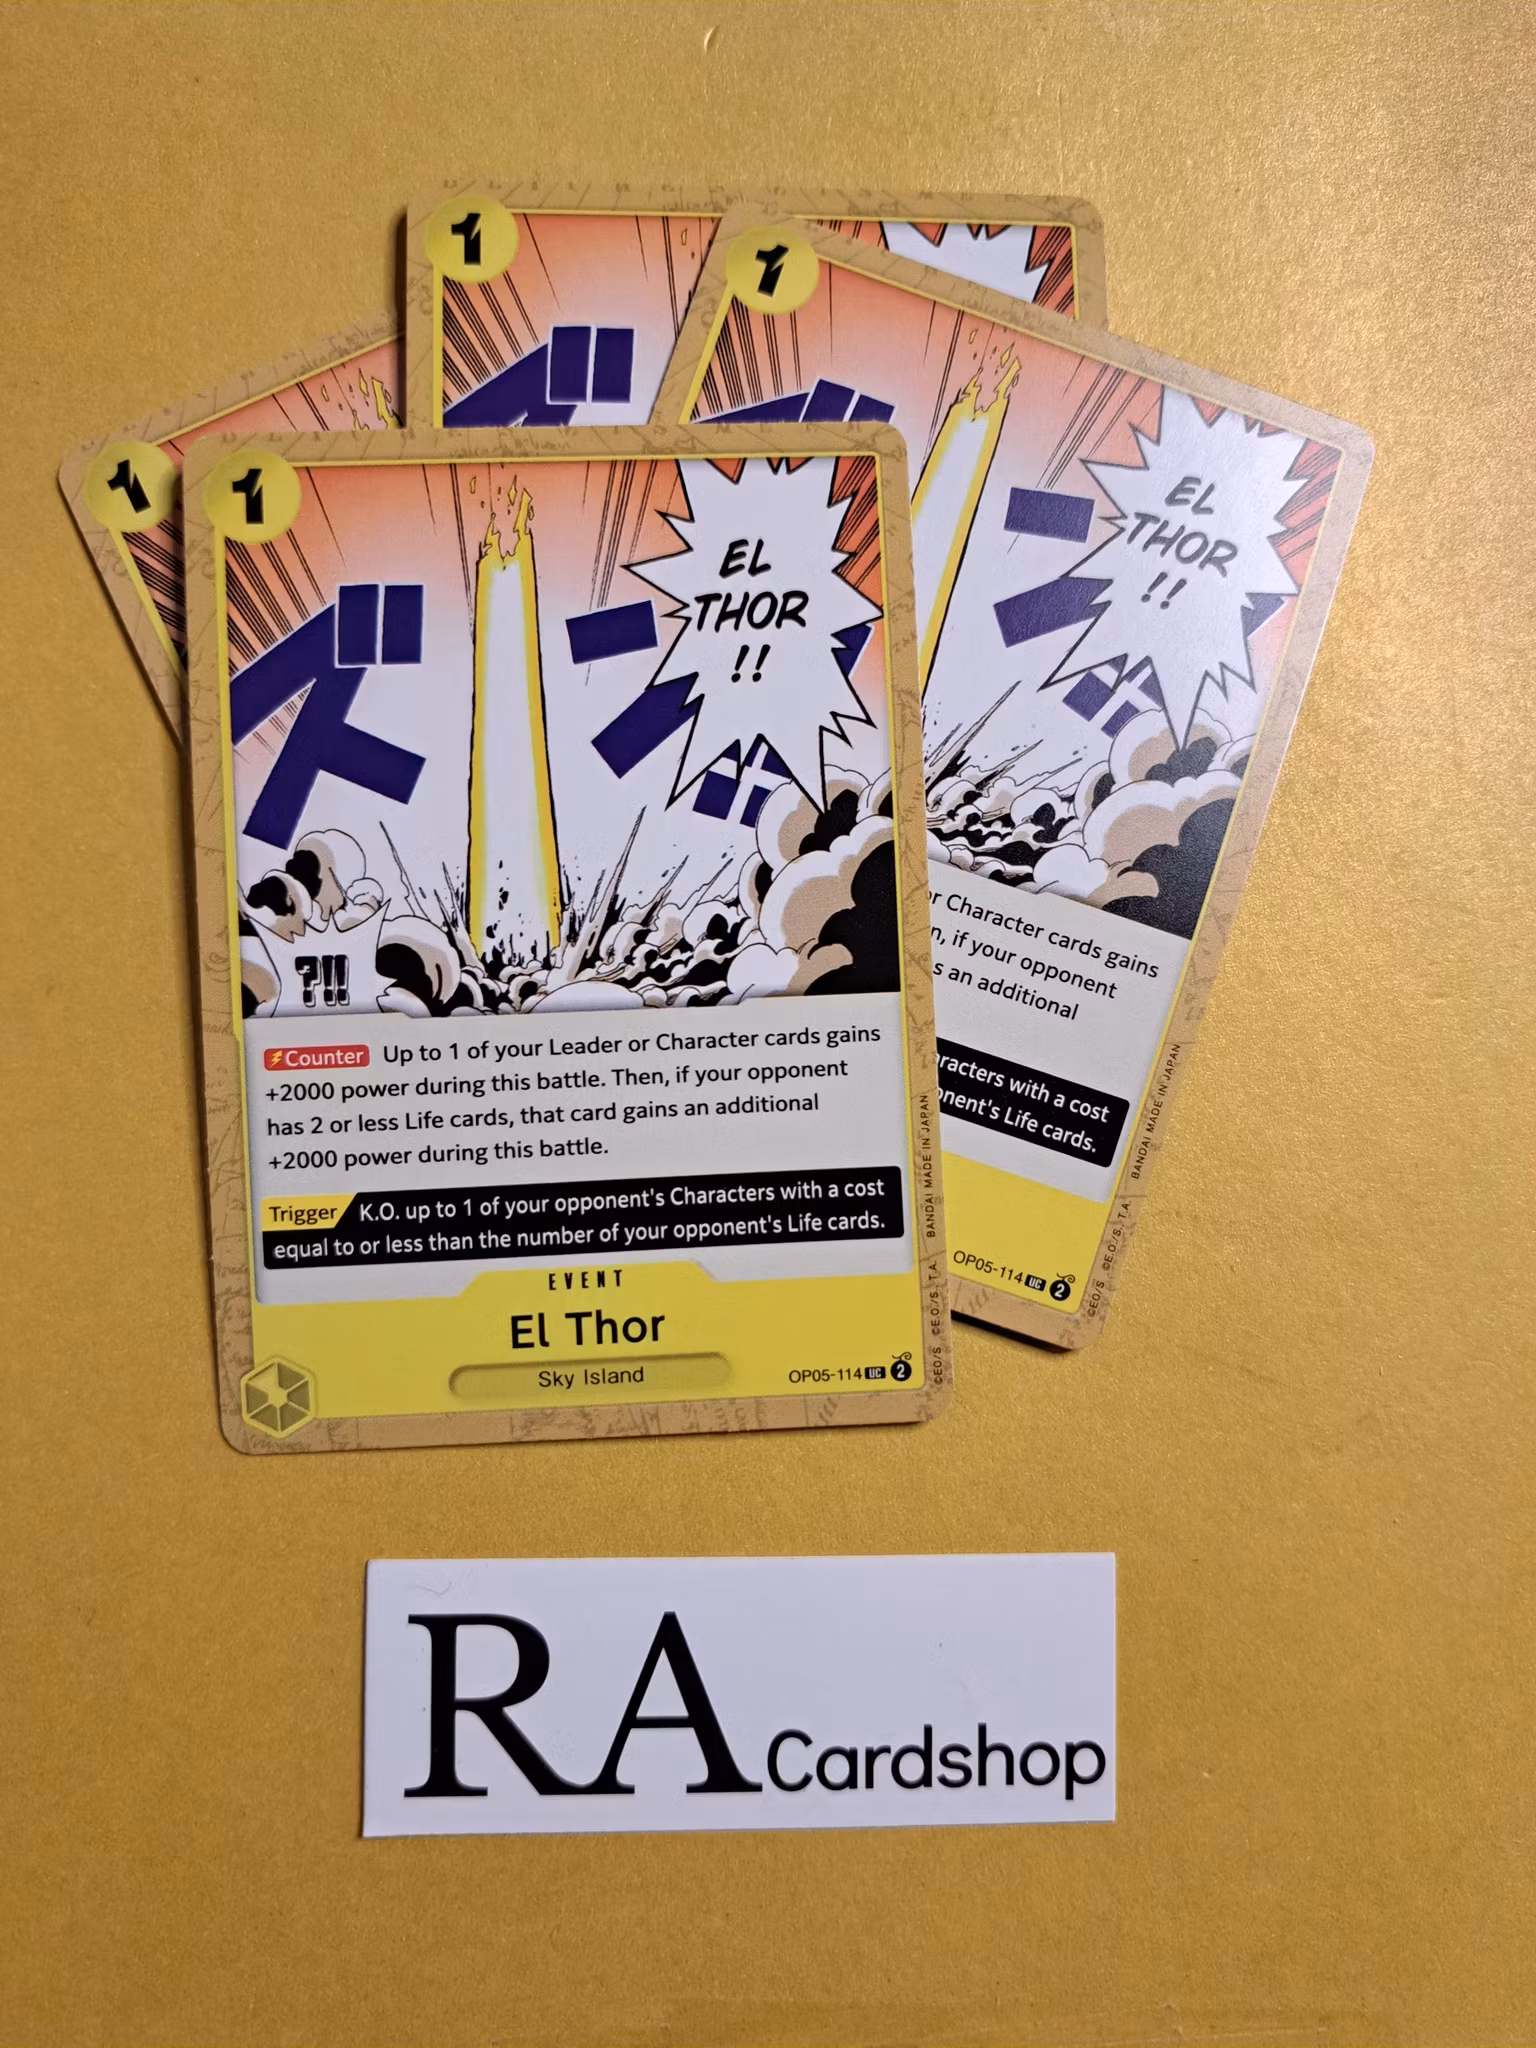 1
1
1
1
EL
THOR
!!
EL
THOR
!!
ズン
?!!
Counter Up to 1 of your Leader or Character cards gains
+2000 power during this battle. Then, if your opponent
has 2 or less Life cards, that card gains an additional
+2000 power during this battle.
Trigger K.O. up to 1 of your opponent's Characters with a cost
equal to or less than the number of your opponent's Life cards.
EVENT
El Thor
Sky Island
OP05-114 UC 2
©EO/S ©E.O./S., T.A. BANDAI MADE IN JAPAN
or Character cards gains
n, if your opponent
s an additional
aracters with a cost
onent's Life cards.
OP05-114 UC 2
©EO/S ©E.O./S., T.A. BANDAI MADE IN JAPAN
RA Cardshop